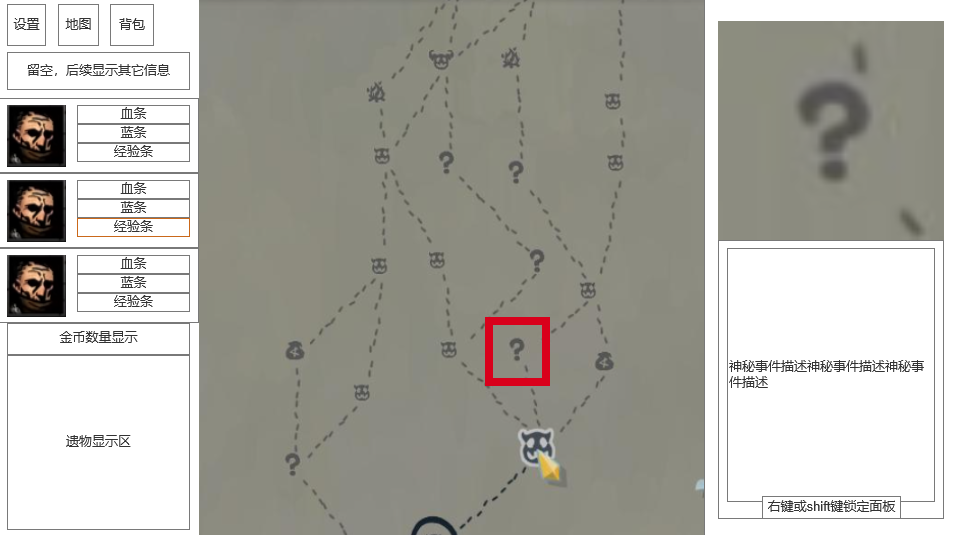 设置
地图
背包
留空，后续显示其它信息
血条
蓝条
经验条
血条
蓝条
经验条
血条
蓝条
经验条
金币数量显示
遗物显示区
?
?
?
?
?
?
神秘事件描述神秘事件描述神秘事
件描述
右键或shift键锁定面板